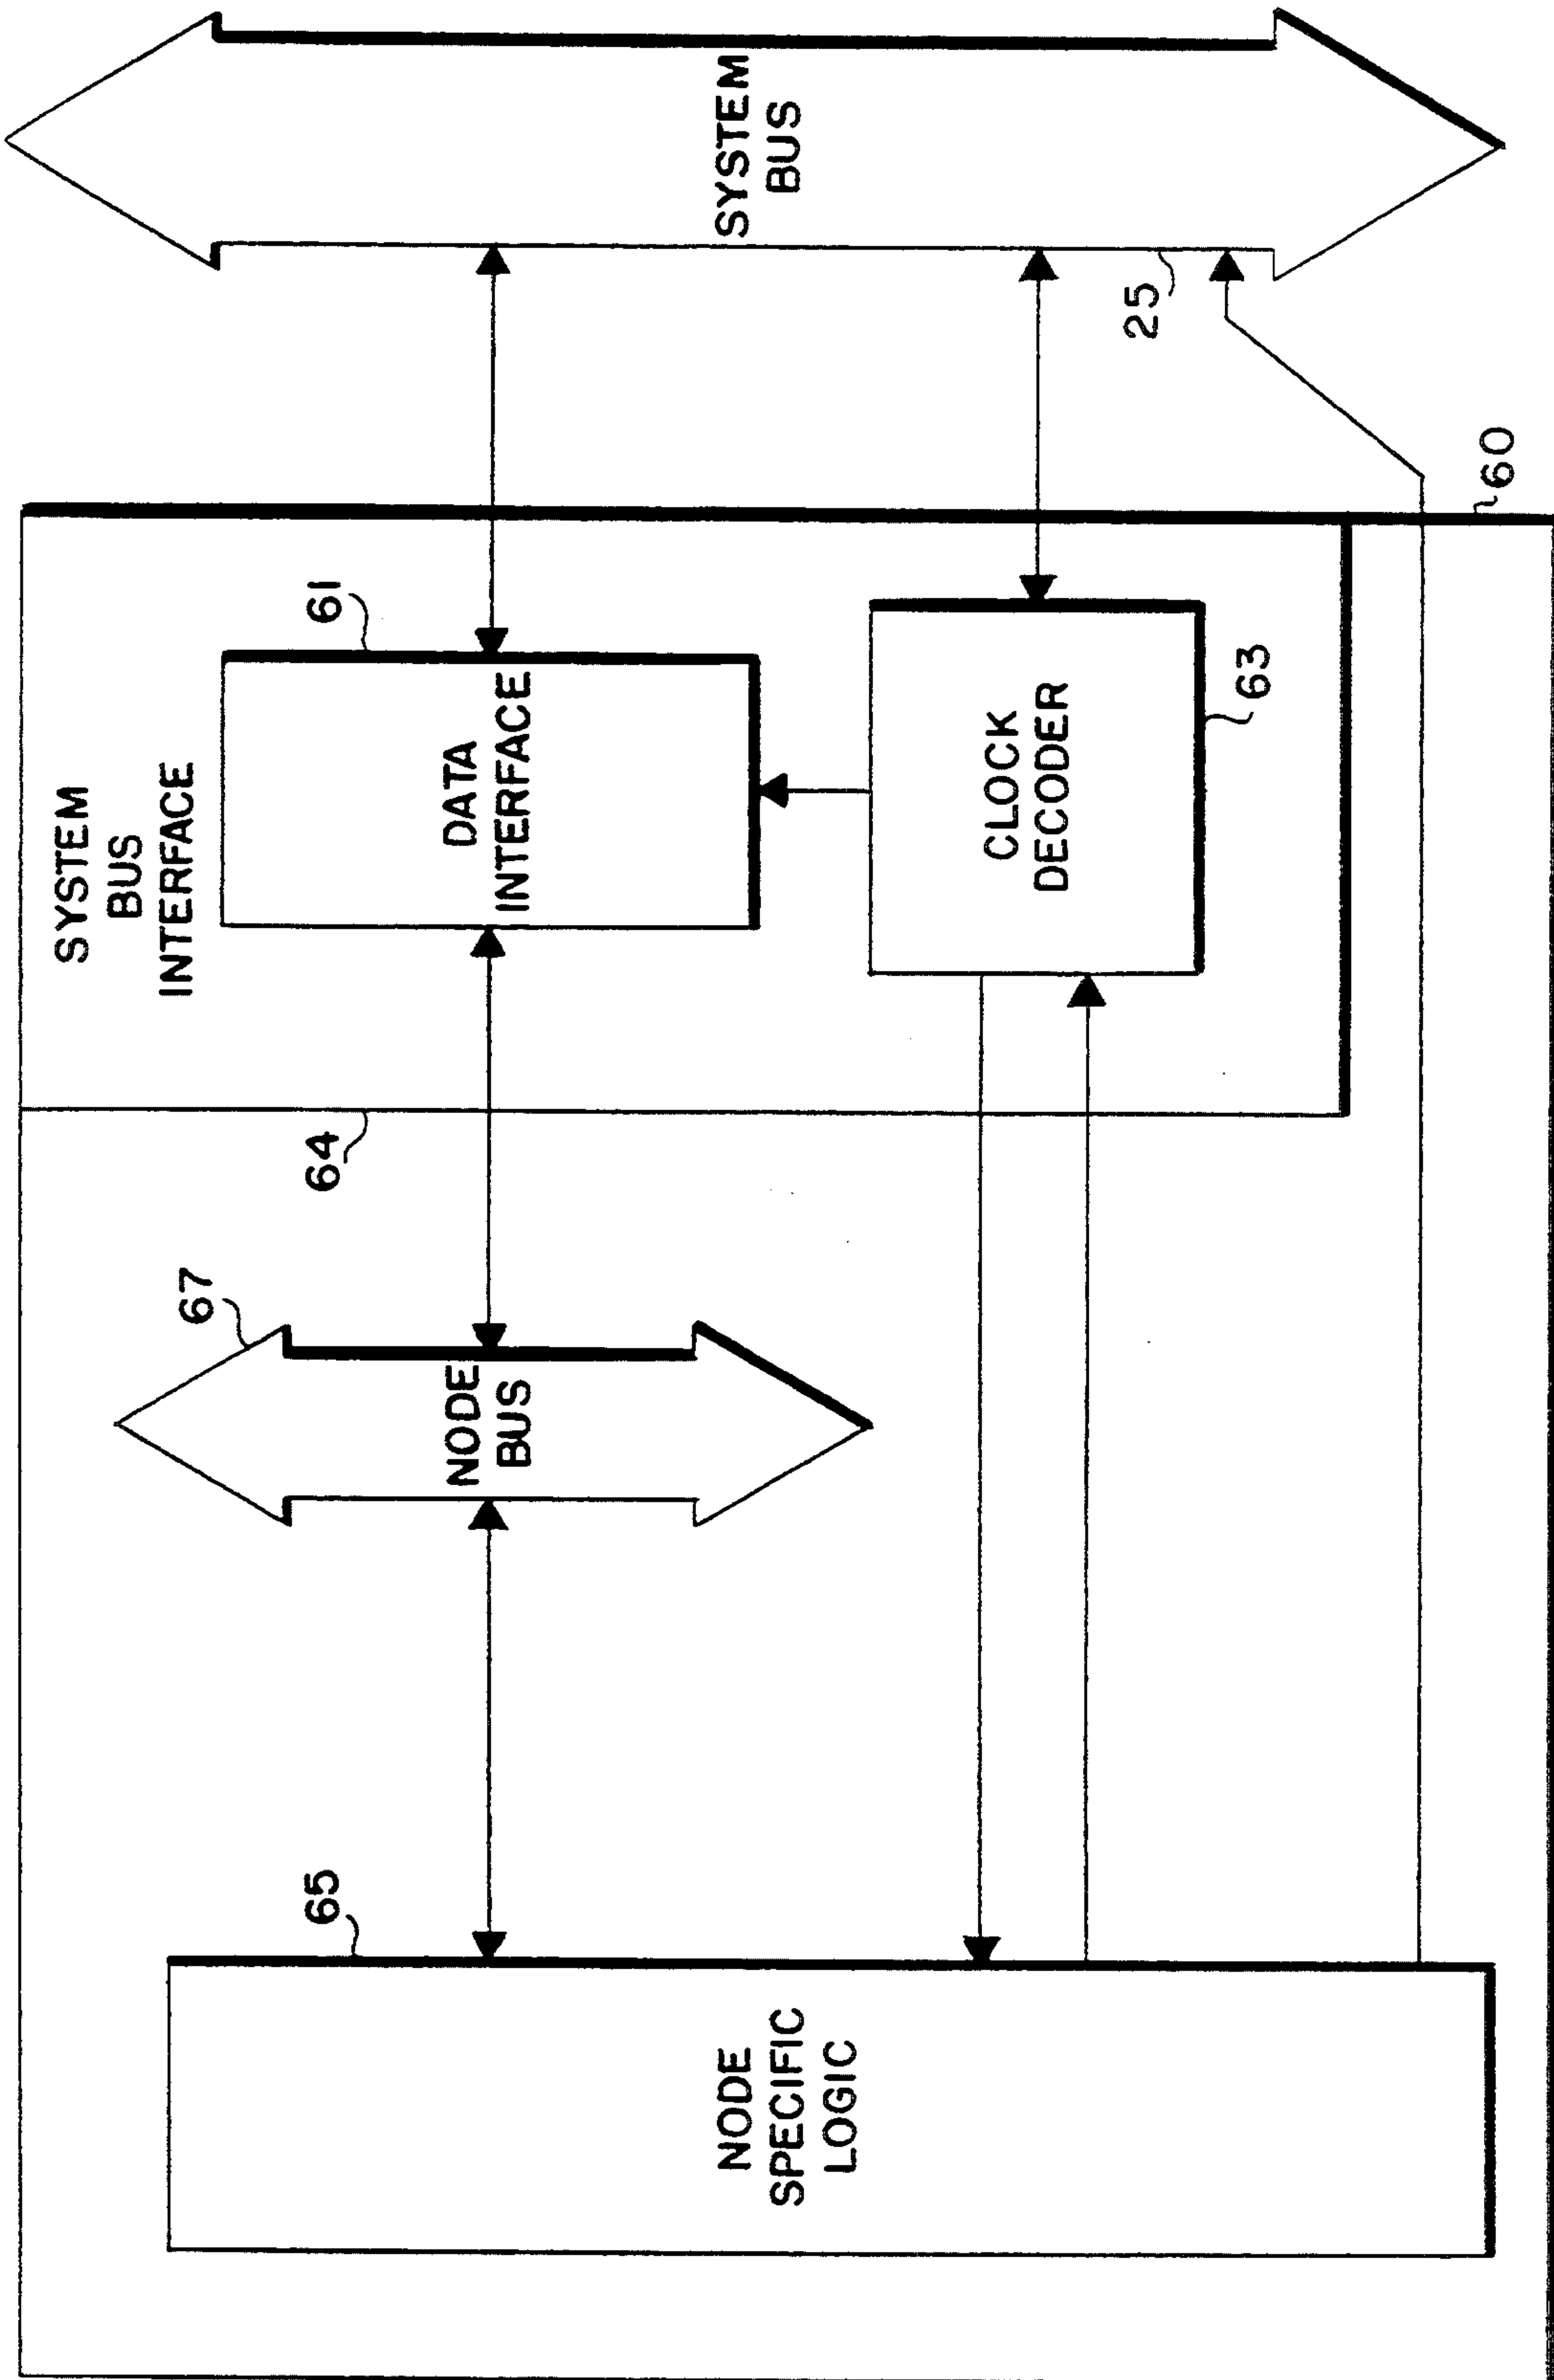 SYSTEM
BUS
INTERFACE
61
DATA
INTERFACE
64
67
NODE
BUS
65
NODE
SPECIFIC
LOGIC
CLOCK
DECODER
63
60
SYSTEM
BUS
25